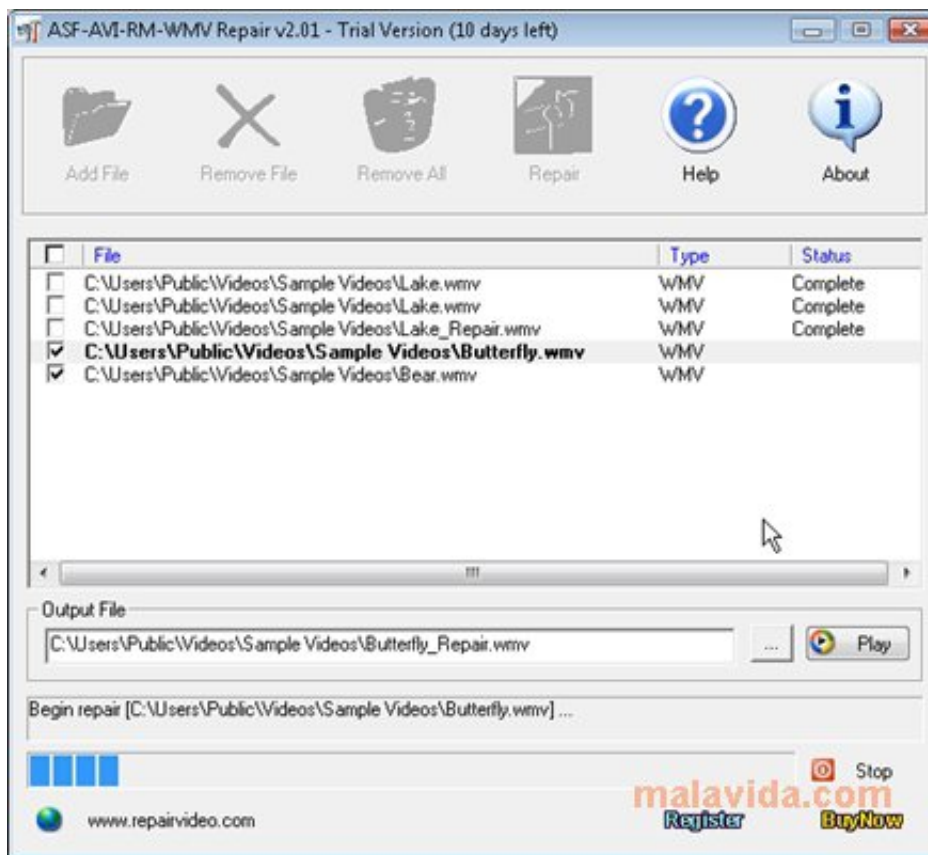 ASF-AVI-RM-WMV Repair v2.01 - Trial Version (10 days left)
Add File Remove File Remove All Repair Help About
File Type Status
C:\Users\Public\Videos\Sample Videos\Lake.wmv WMV Complete
C:\Users\Public\Videos\Sample Videos\Lake.wmv WMV Complete
C:\Users\Public\Videos\Sample Videos\Lake_Repair.wmv WMV Complete
C:\Users\Public\Videos\Sample Videos\Butterfly.wmv WMV
C:\Users\Public\Videos\Sample Videos\Bear.wmv WMV
Output File
C:\Users\Public\Videos\Sample Videos\Butterfly_Repair.wmv ... Play
Begin repair [C:\Users\Public\Videos\Sample Videos\Butterfly.wmv] ...
Stop
malavida.com
www.repairvideo.com Register BuyNow